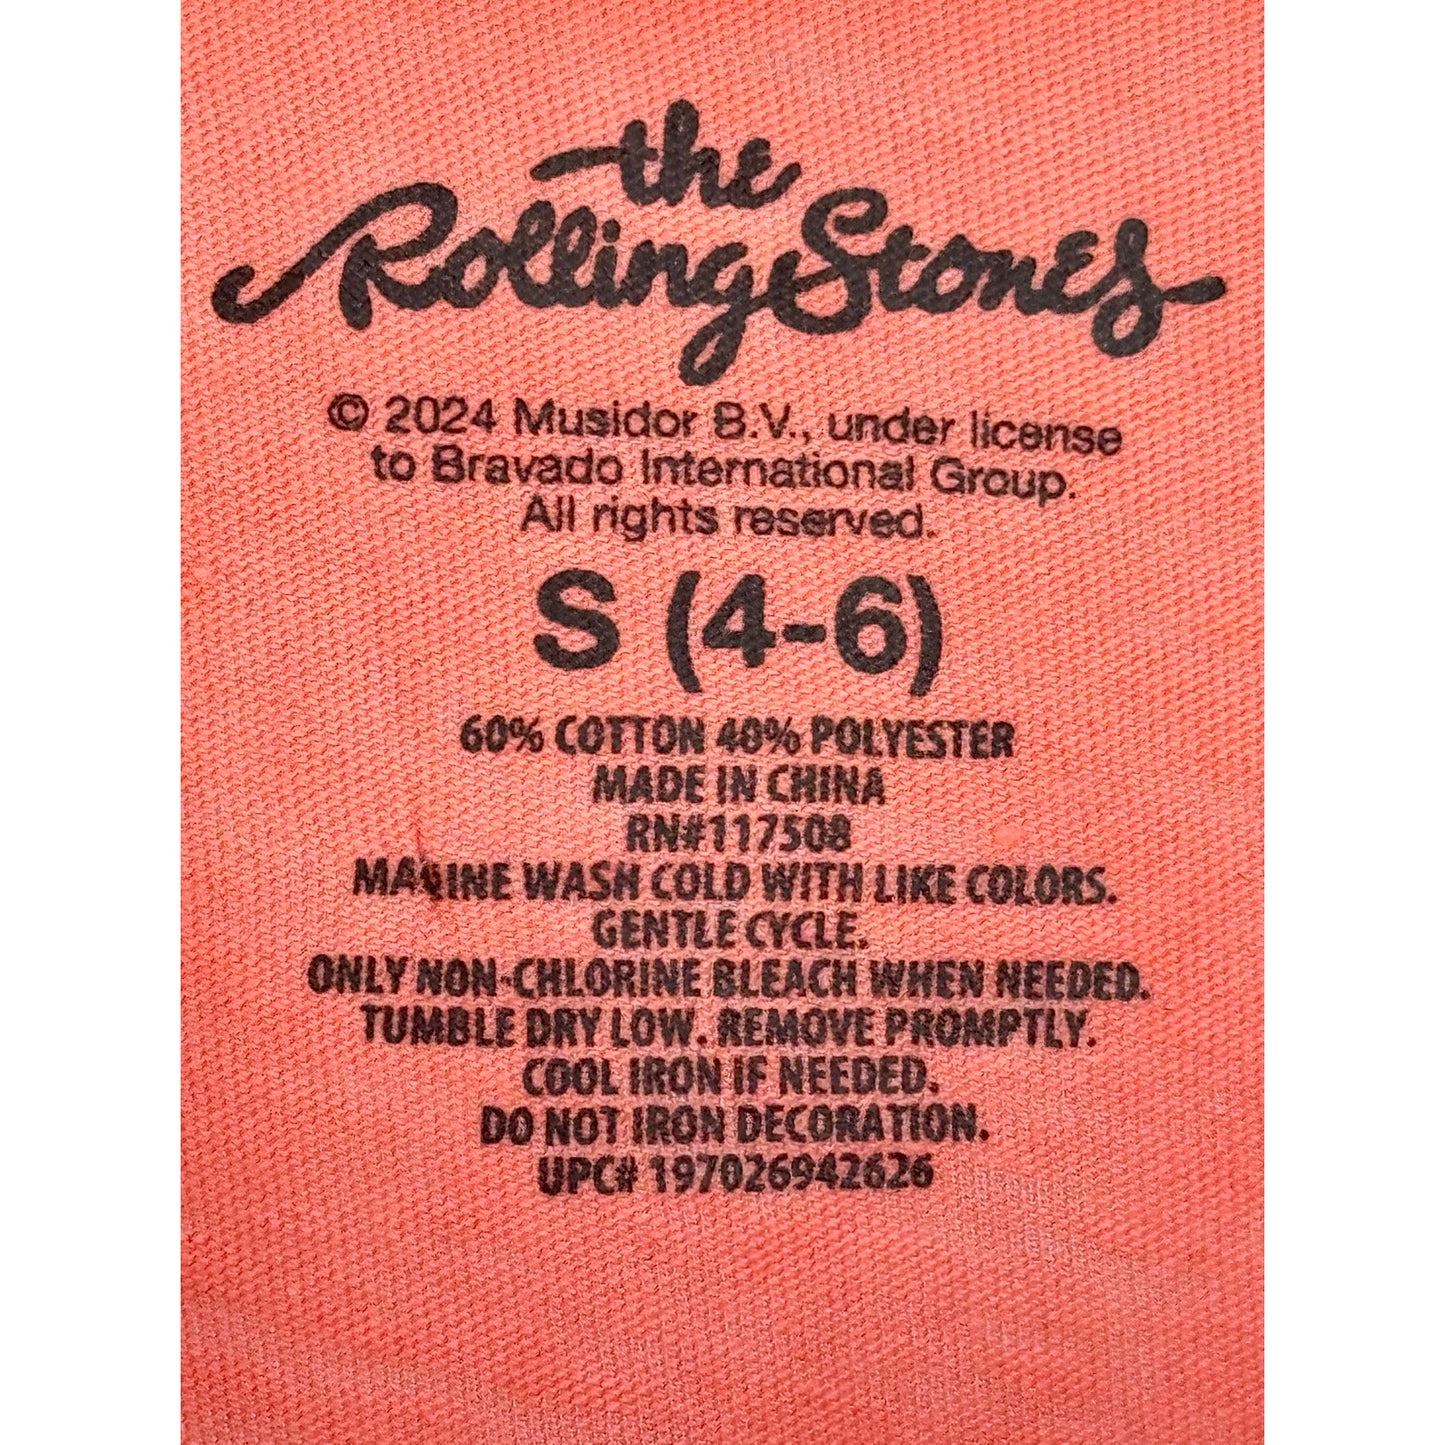 the
Rolling Stones
© 2024 Musidor B.V., under license
to Bravado International Group.
All rights reserved.
S (4-6)
60% COTTON 40% POLYESTER
MADE IN CHINA
RN#117508
WASH COLD WITH LIKE COLORS.
GENTLE CYCLE.
ONLY NON-CHLORINE BLEACH WHEN NEEDED.
TUMBLE DRY LOW. REMOVE PROMPTLY.
COOL IRON IF NEEDED.
DO NOT IRON DECORATION.
UPC# 197026942626